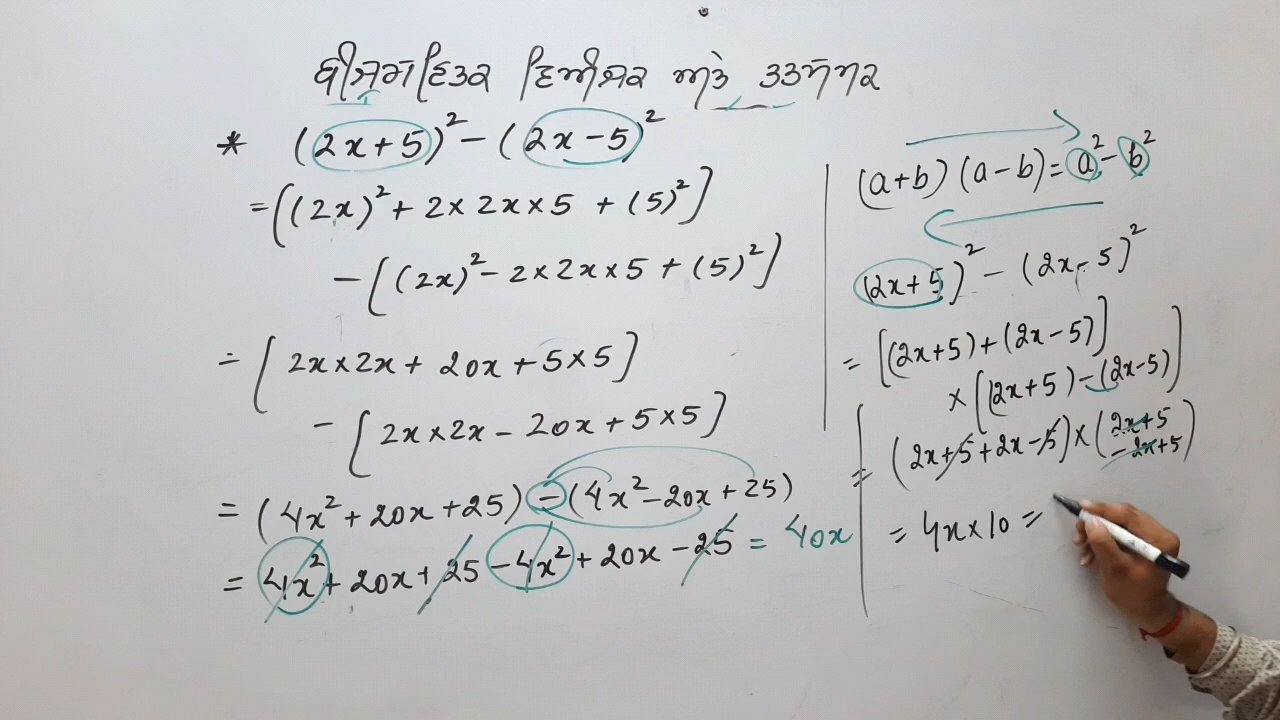 ਬੀਜਗਣਿਤਕ ਵਿਅੰਜਕ ਅਤੇ ਤਤਸਮਕ
* (2x+5)² - (2x-5)²
= [(2x)² + 2×2x×5 + (5)²]
- [(2x)² - 2×2x×5 + (5)²]
= [2x×2x + 20x + 5×5]
- [2x×2x - 20x + 5×5]
= (4x² + 20x + 25) - (4x² - 20x + 25)
= 4x² + 20x + 25 - 4x² + 20x - 25 = 40x
(a+b)(a-b) = a² - b²
(2x+5)² - (2x-5)²
= [(2x+5) + (2x-5)]
× [(2x+5) - (2x-5)]
= (2x+5+2x-5) × (2x+5
-2x+5)
= 4x×10 =